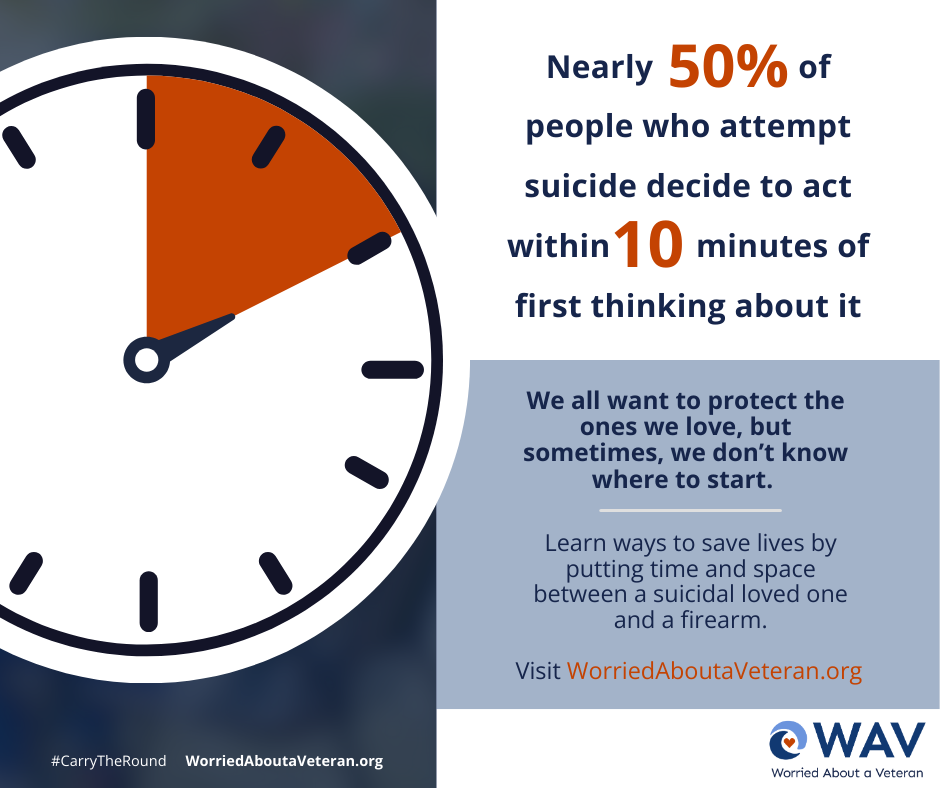 Nearly 50% of
people who attempt
suicide decide to act
within 10 minutes of
first thinking about it
We all want to protect the
ones we love, but
sometimes, we don’t know
where to start.
Learn ways to save lives by
putting time and space
between a suicidal loved one
and a firearm.
Visit WorriedAboutaVeteran.org
#CarryTheRound WorriedAboutaVeteran.org
WAV
Worried About a Veteran